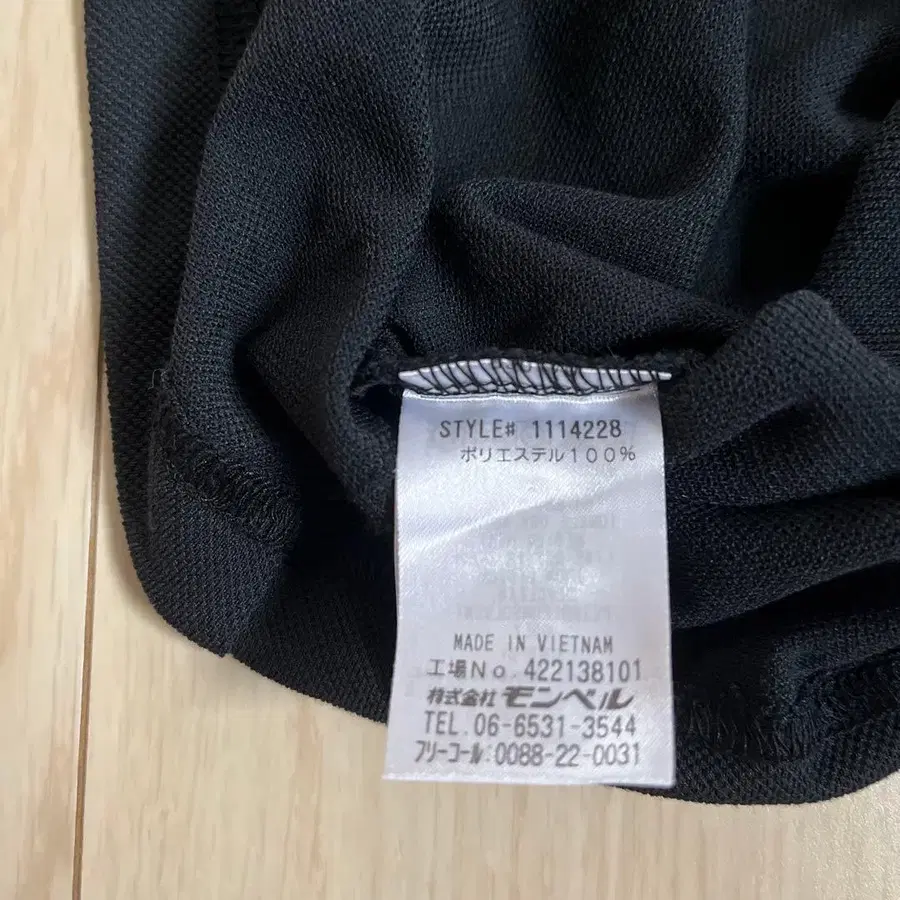 STYLE# 1114228
ポリエステル100%
MADE IN VIETNAM
工場No. 422138101
株式会社 モンベル
TEL. 06-6531-3544
フリーコール:0088-22-0031